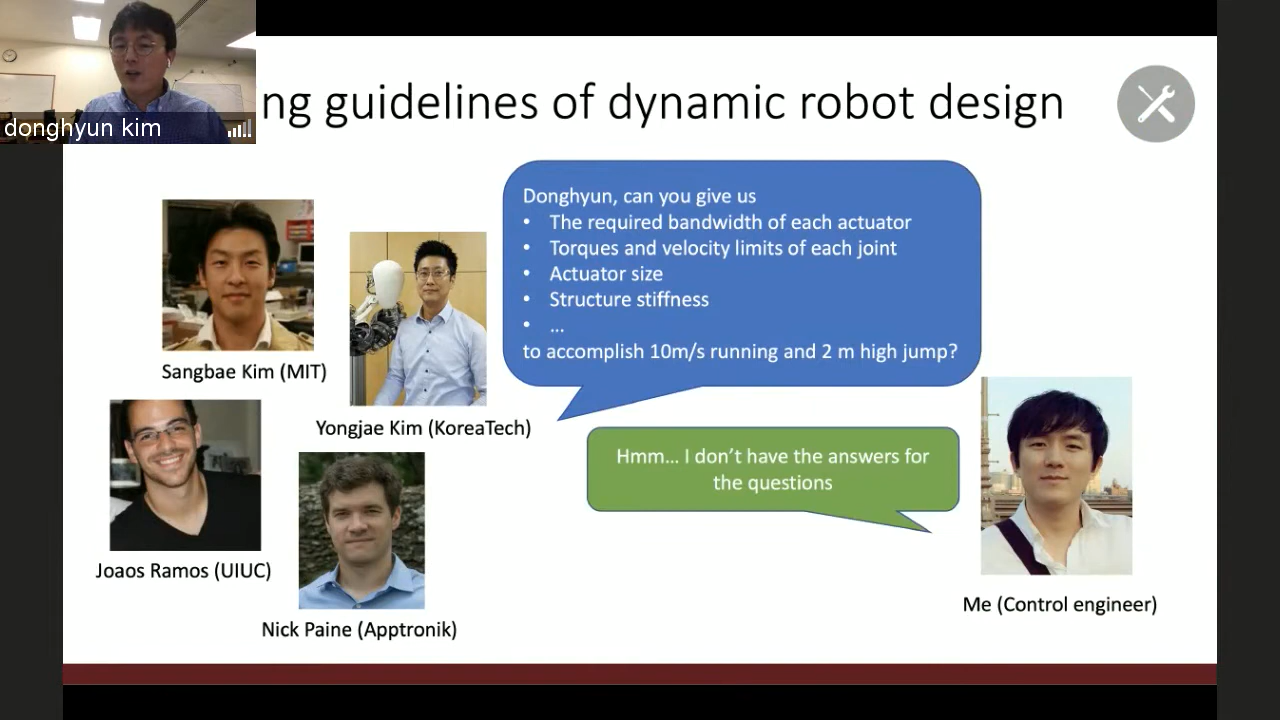 ing guidelines of dynamic robot design
donghyun kim
Donghyun, can you give us
• The required bandwidth of each actuator
• Torques and velocity limits of each joint
• Actuator size
• Structure stiffness
• ...
to accomplish 10m/s running and 2 m high jump?
Sangbae Kim (MIT)
Yongjae Kim (KoreaTech)
Hmm... I don't have the answers for
the questions
Joaos Ramos (UIUC)
Nick Paine (Apptronik)
Me (Control engineer)